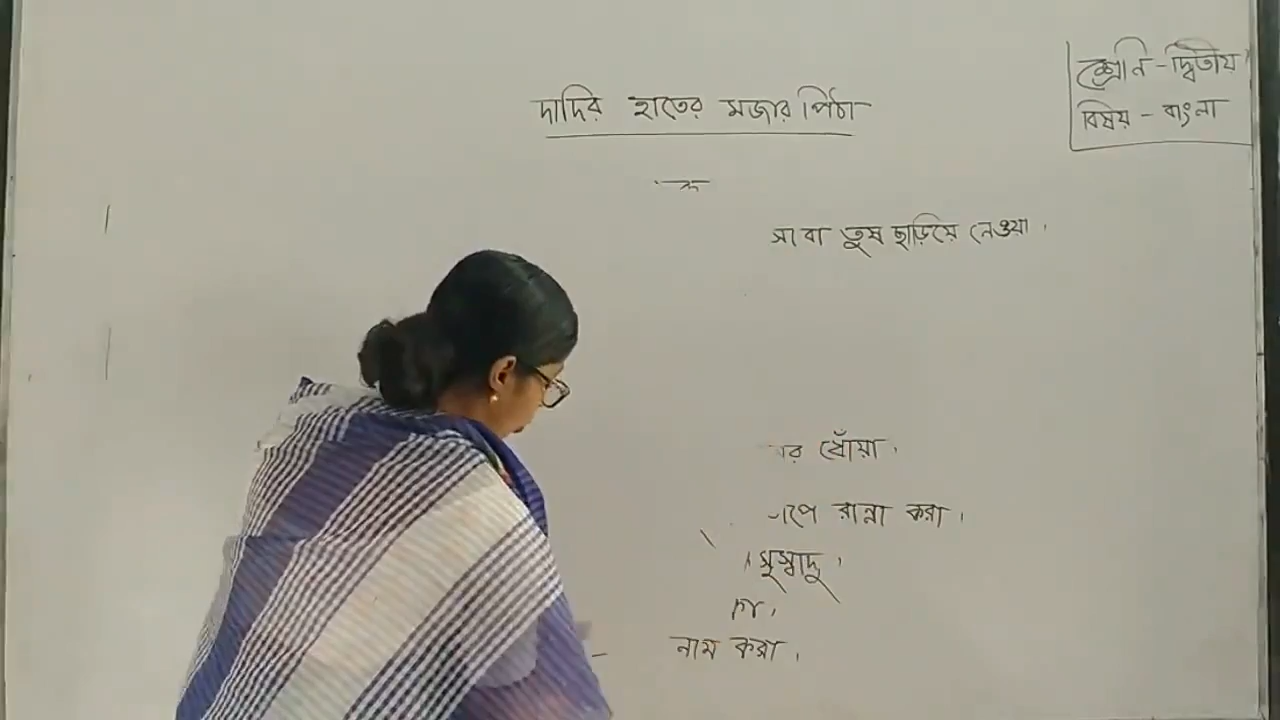 শ্রেনি - দ্বিতীয়
বিষয় - বাংলা
দাদির হাতের মজার পিঠা
বা তুষ ছাড়িয়ে নেওয়া।
ধোঁয়া।
রান্না করা।
সুস্বাদু।
নাম করা।